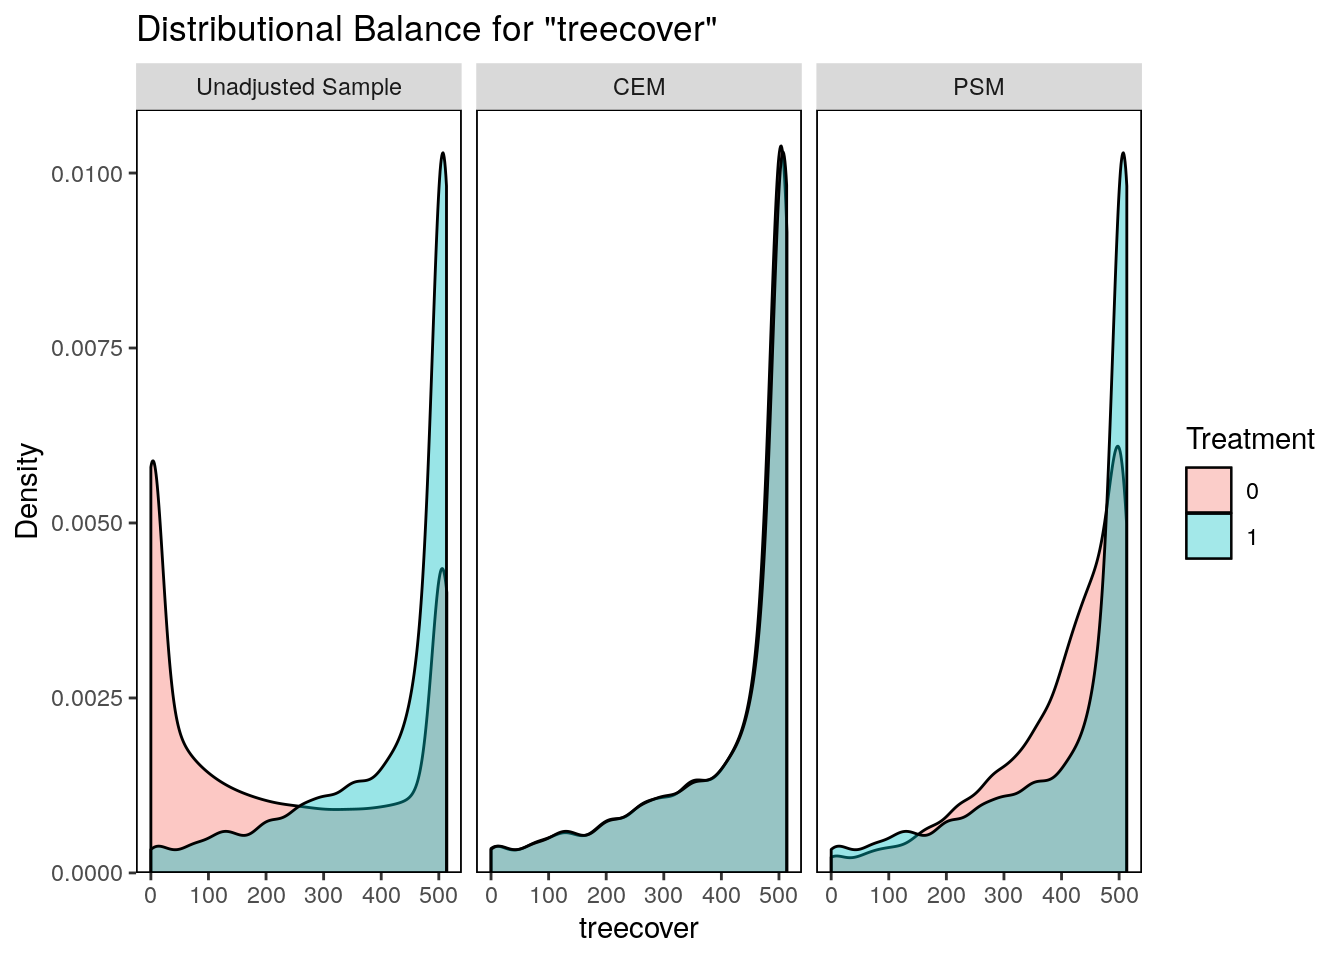 Distributional Balance for "treecover"
Unadjusted Sample
CEM
PSM
Density
0.0100
0.0075
0.0050
0.0025
0.0000
0 100 200 300 400 500
0 100 200 300 400 500
0 100 200 300 400 500
treecover
Treatment
0
1